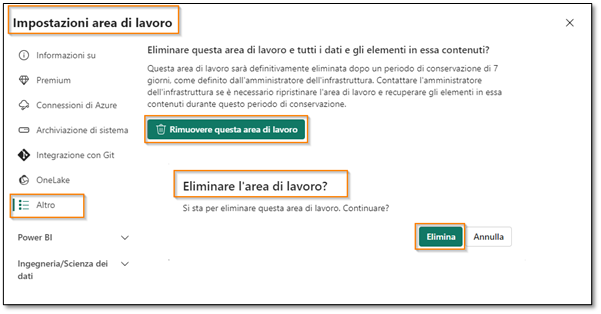 Impostazioni area di lavoro
Informazioni su
Premium
Connessioni di Azure
Archiviazione di sistema
Integrazione con Git
OneLake
Altro
Power BI
Ingegneria/Scienza dei
dati
Eliminare questa area di lavoro e tutti i dati e gli elementi in essa contenuti?
Questa area di lavoro sarà definitivamente eliminata dopo un periodo di conservazione di 7
giorni, come definito dall'amministratore dell'infrastruttura. Contattare l'amministratore
dell'infrastruttura se è necessario ripristinare l'area di lavoro e recuperare gli elementi in essa
contenuti durante questo periodo di conservazione.
Rimuovere questa area di lavoro
Eliminare l'area di lavoro?
Si sta per eliminare questa area di lavoro. Continuare?
Elimina
Annulla